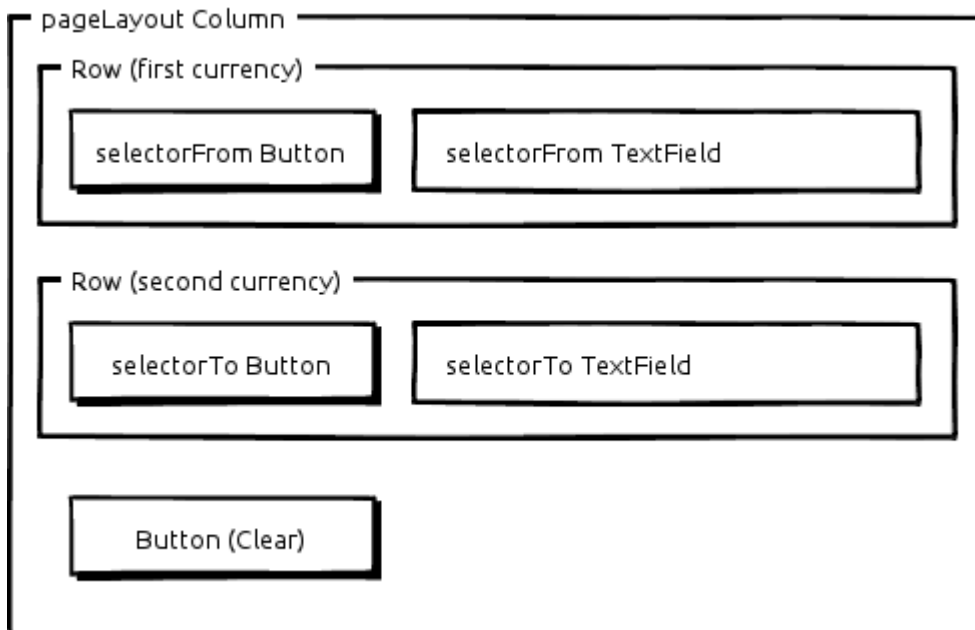 pageLayout Column
Row (first currency)
selectorFrom Button
selectorFrom TextField
Row (second currency)
selectorTo Button
selectorTo TextField
Button (Clear)